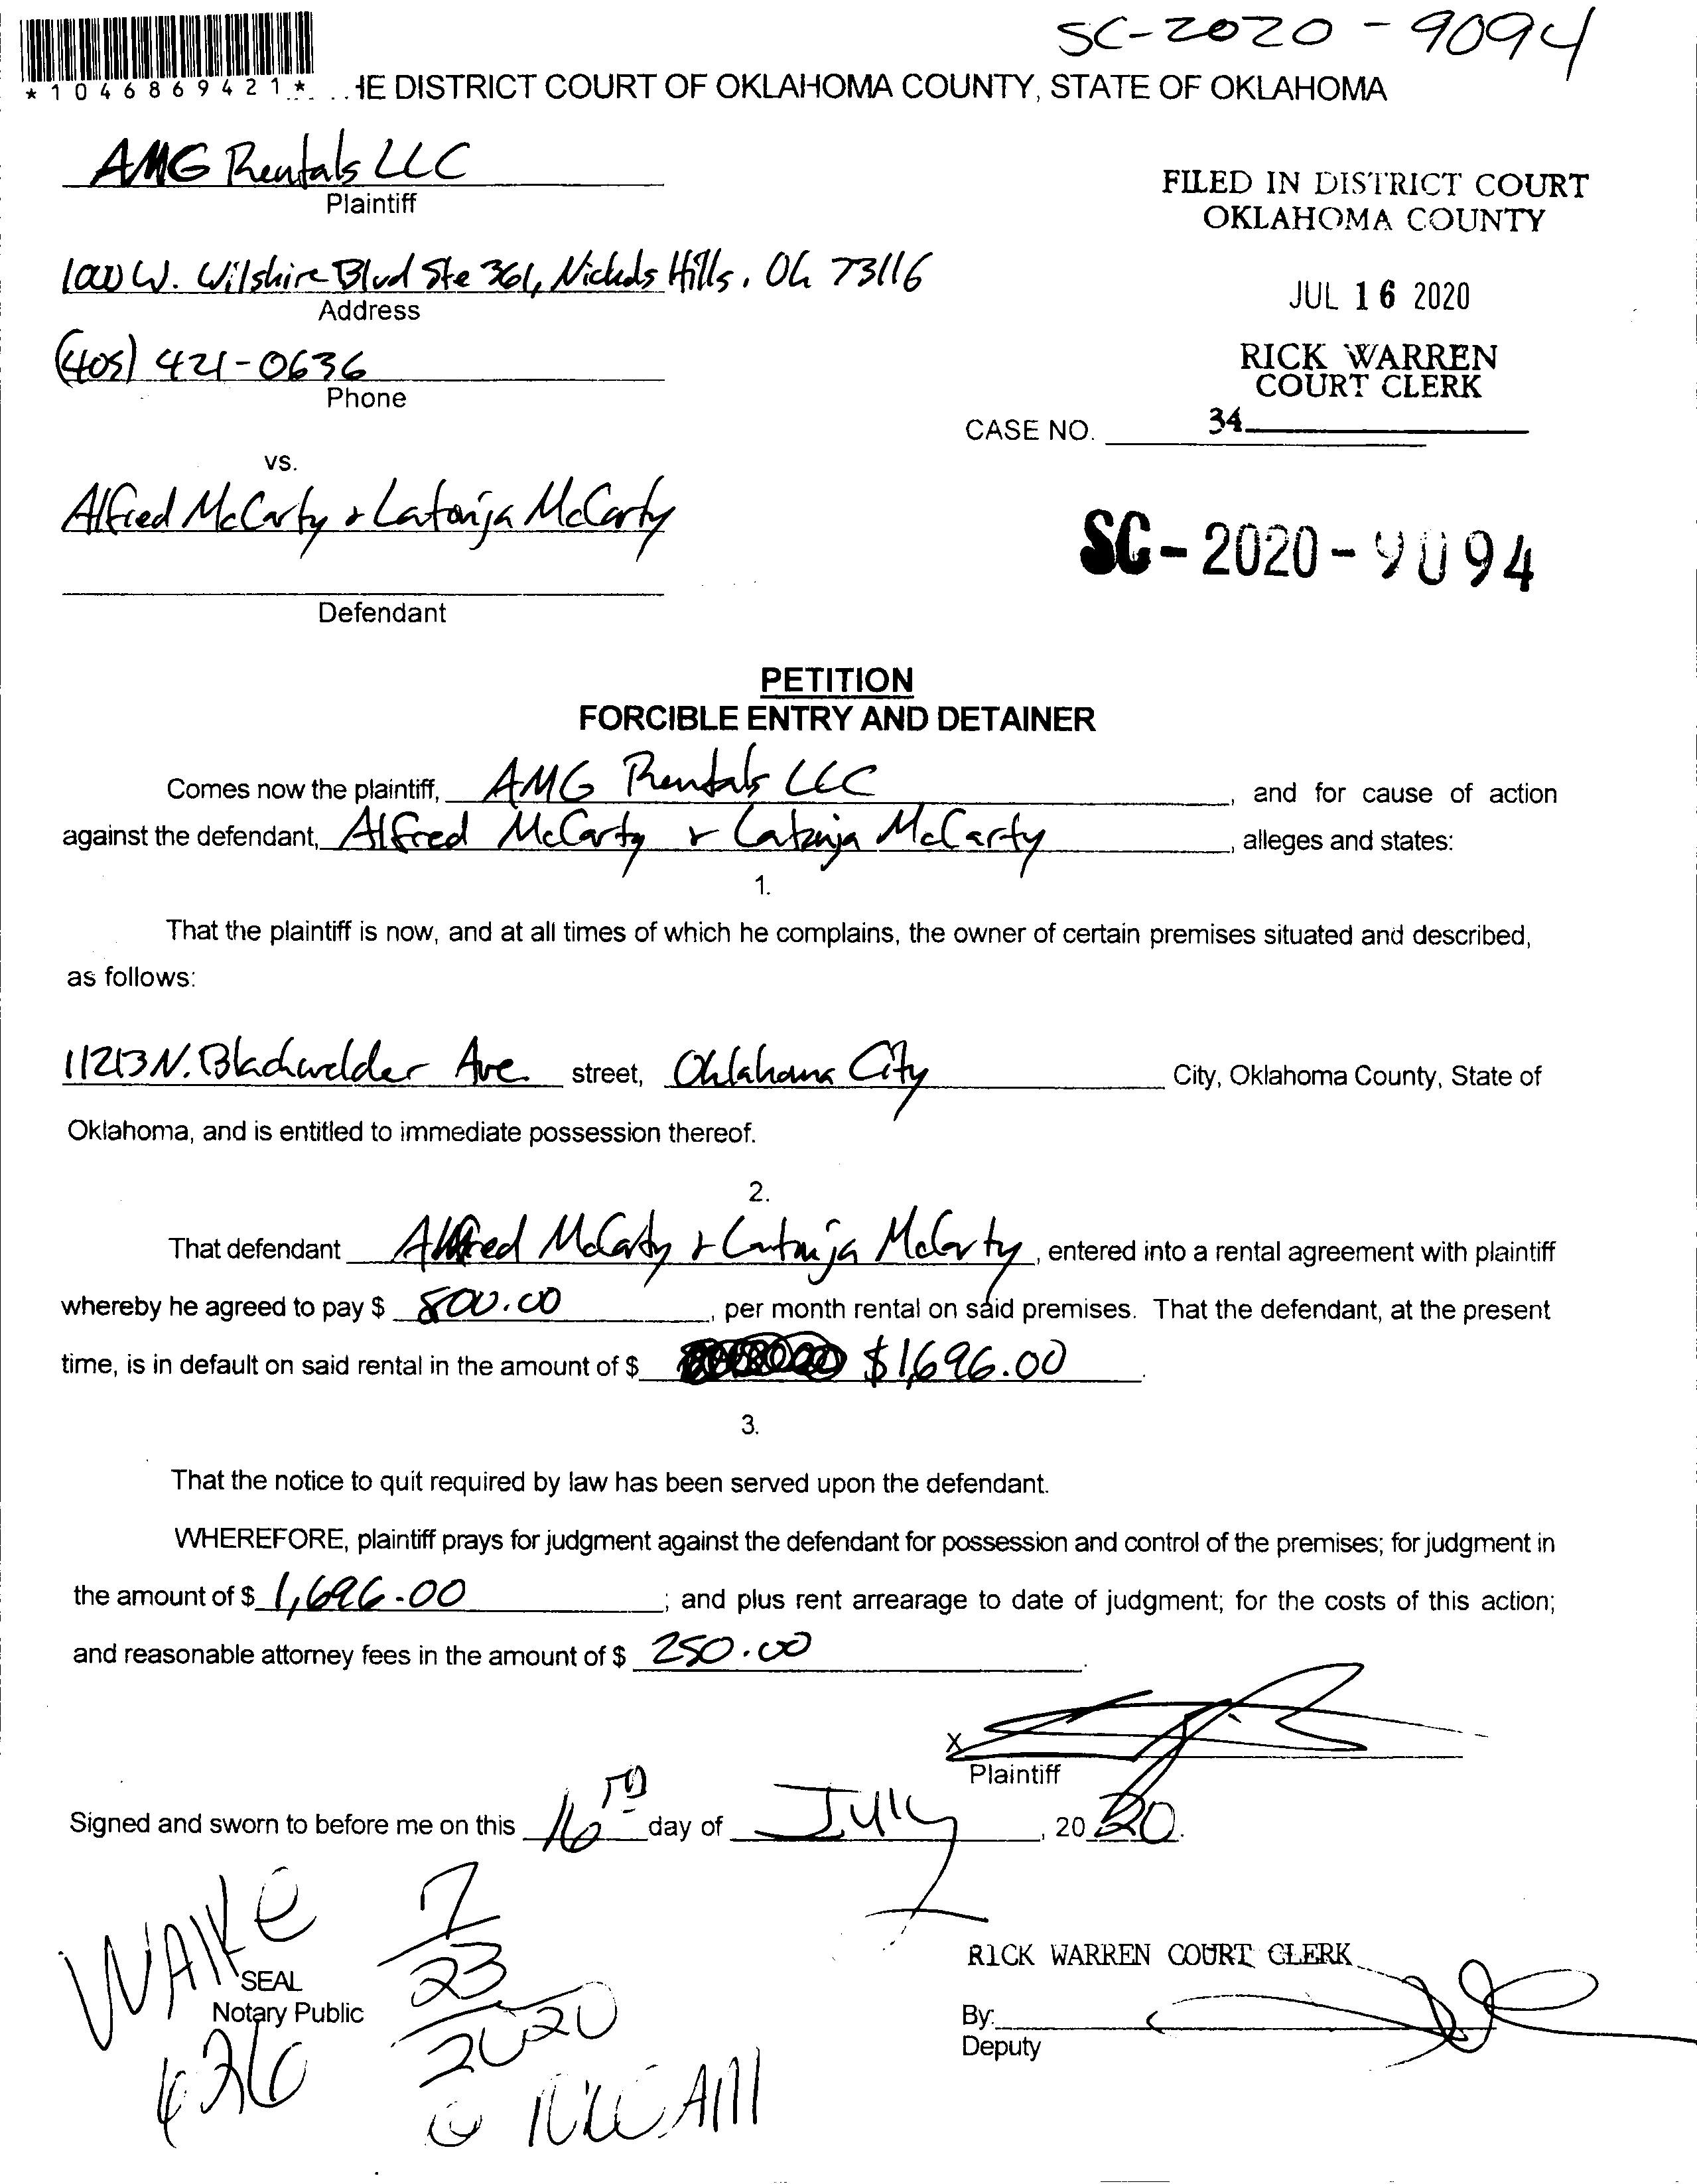 SC-2020-9094
*1046869421*
HE DISTRICT COURT OF OKLAHOMA COUNTY, STATE OF OKLAHOMA
AMG Rentals LLC
Plaintiff
FILED IN DISTRICT COURT
OKLAHOMA COUNTY
W. Wilshire Blvd Ste 361, Nichols Hills, OK 73116
Address
JUL 16 2020
(405) 421-0636
Phone
RICK WARREN
COURT CLERK
CASE NO. 34
vs.
Alfred McCarty & Latonja McCarty
SC-2020-9094
Defendant
PETITION
FORCIBLE ENTRY AND DETAINER
Comes now the plaintiff, AMG Rentals LLC, and for cause of action
against the defendant, Alfred McCarty & Latonja McCarty, alleges and states:
1.
That the plaintiff is now, and at all times of which he complains, the owner of certain premises situated and described,
as follows:
11213 N. Blackwelder Ave. street, Oklahoma City City, Oklahoma County, State of
Oklahoma, and is entitled to immediate possession thereof.
2.
That defendant Alfred McCarty & Latonja McCarty, entered into a rental agreement with plaintiff
whereby he agreed to pay $ 800.00, per month rental on said premises. That the defendant, at the present
time, is in default on said rental in the amount of $ $1,696.00.
3.
That the notice to quit required by law has been served upon the defendant.
WHEREFORE, plaintiff prays for judgment against the defendant for possession and control of the premises; for judgment in
the amount of $ 1,696.00; and plus rent arrearage to date of judgment; for the costs of this action;
and reasonable attorney fees in the amount of $ 250.00.
X
Plaintiff
Signed and sworn to before me on this 16 day of July, 2020.
7
23
2020
SEAL
Notary Public
RICK WARREN COURT CLERK
By:
Deputy
@ AM